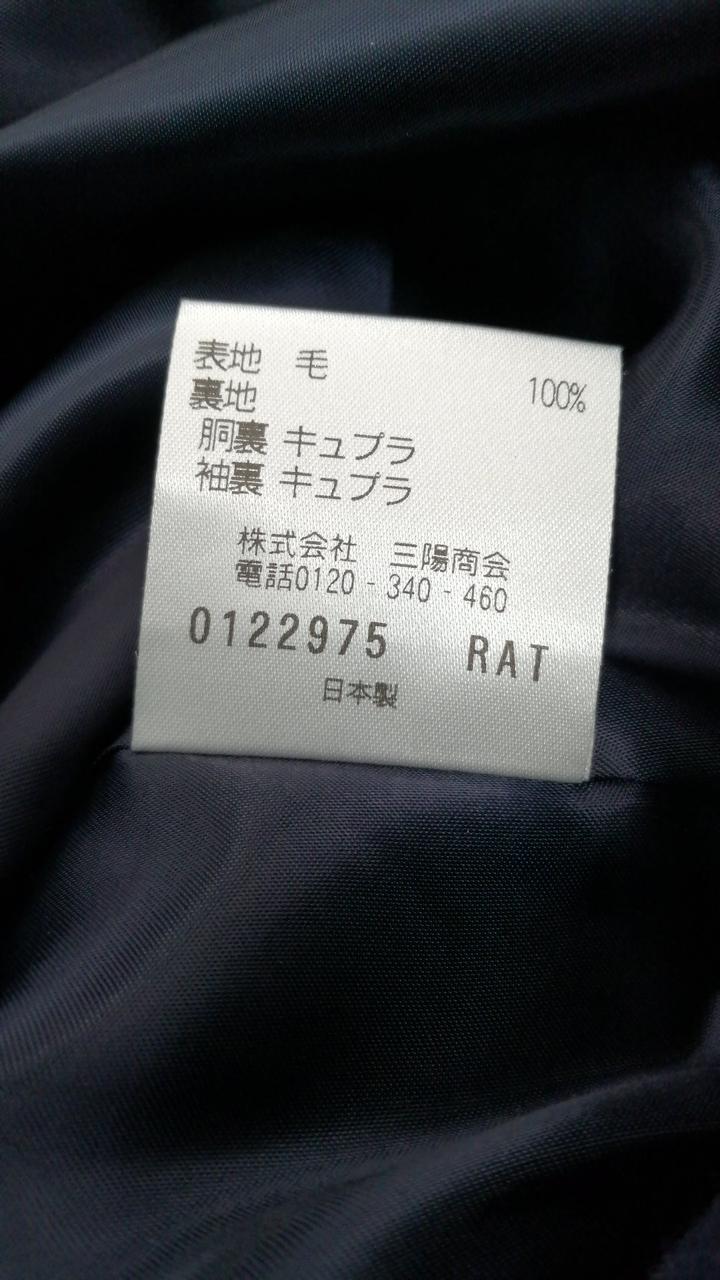 表地 毛 100%
裏地
胴裏 キュプラ
袖裏 キュプラ
株式会社 三陽商会
電話0120-340-460
0122975 RAT
日本製